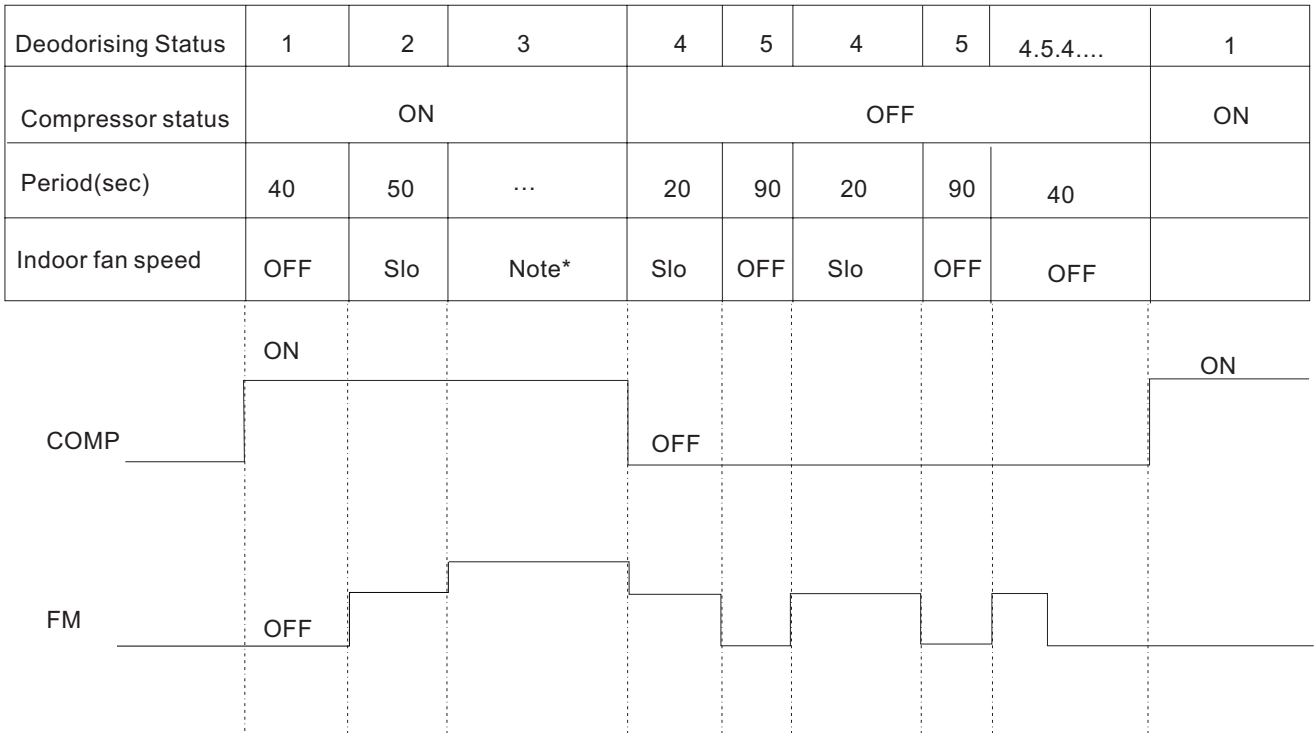 Deodorising Status 1 2 3 4 5 4 5 4.5.4.... 1
Compressor status ON OFF ON
Period(sec) 40 50 ... 20 90 20 90 40
Indoor fan speed OFF Slo Note* Slo OFF Slo OFF OFF
ON
ON
COMP OFF
FM OFF